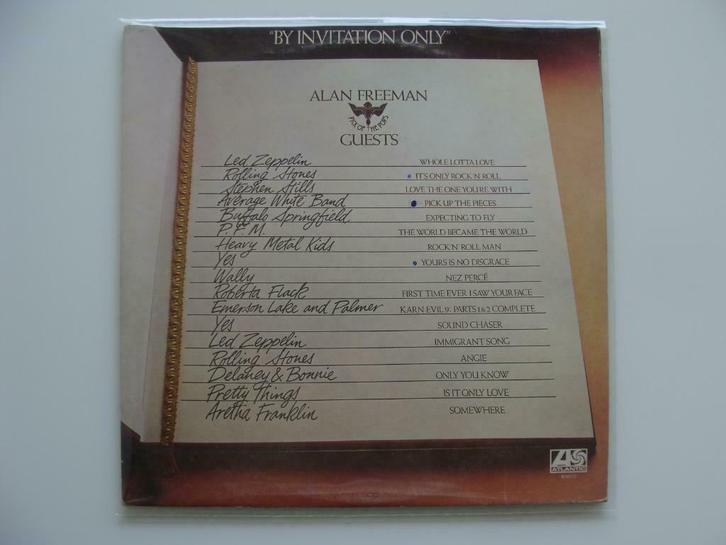 "BY INVITATION ONLY"
ALAN FREEMAN
PICK OF THE POPS
GUESTS
Led Zeppelin WHOLE LOTTA LOVE
Rolling Stones IT'S ONLY ROCK 'N ROLL
Stephen Stills LOVE THE ONE YOU'RE WITH
Average White Band PICK UP THE PIECES
Buffalo Springfield EXPECTING TO FLY
P.F.M. THE WORLD BECAME THE WORLD
Heavy Metal Kids ROCK 'N' ROLL MAN
Yes YOURS IS NO DISGRACE
Wally NEZ PERCÉ
Roberta Flack FIRST TIME EVER I SAW YOUR FACE
Emerson Lake and Palmer KARN EVIL 9. PARTS 1 & 2 COMPLETE
Yes SOUND CHASER
Led Zeppelin IMMIGRANT SONG
Rolling Stones ANGIE
Delaney & Bonnie ONLY YOU KNOW
Pretty Things IS IT ONLY LOVE
Aretha Franklin SOMEWHERE
ATLANTIC